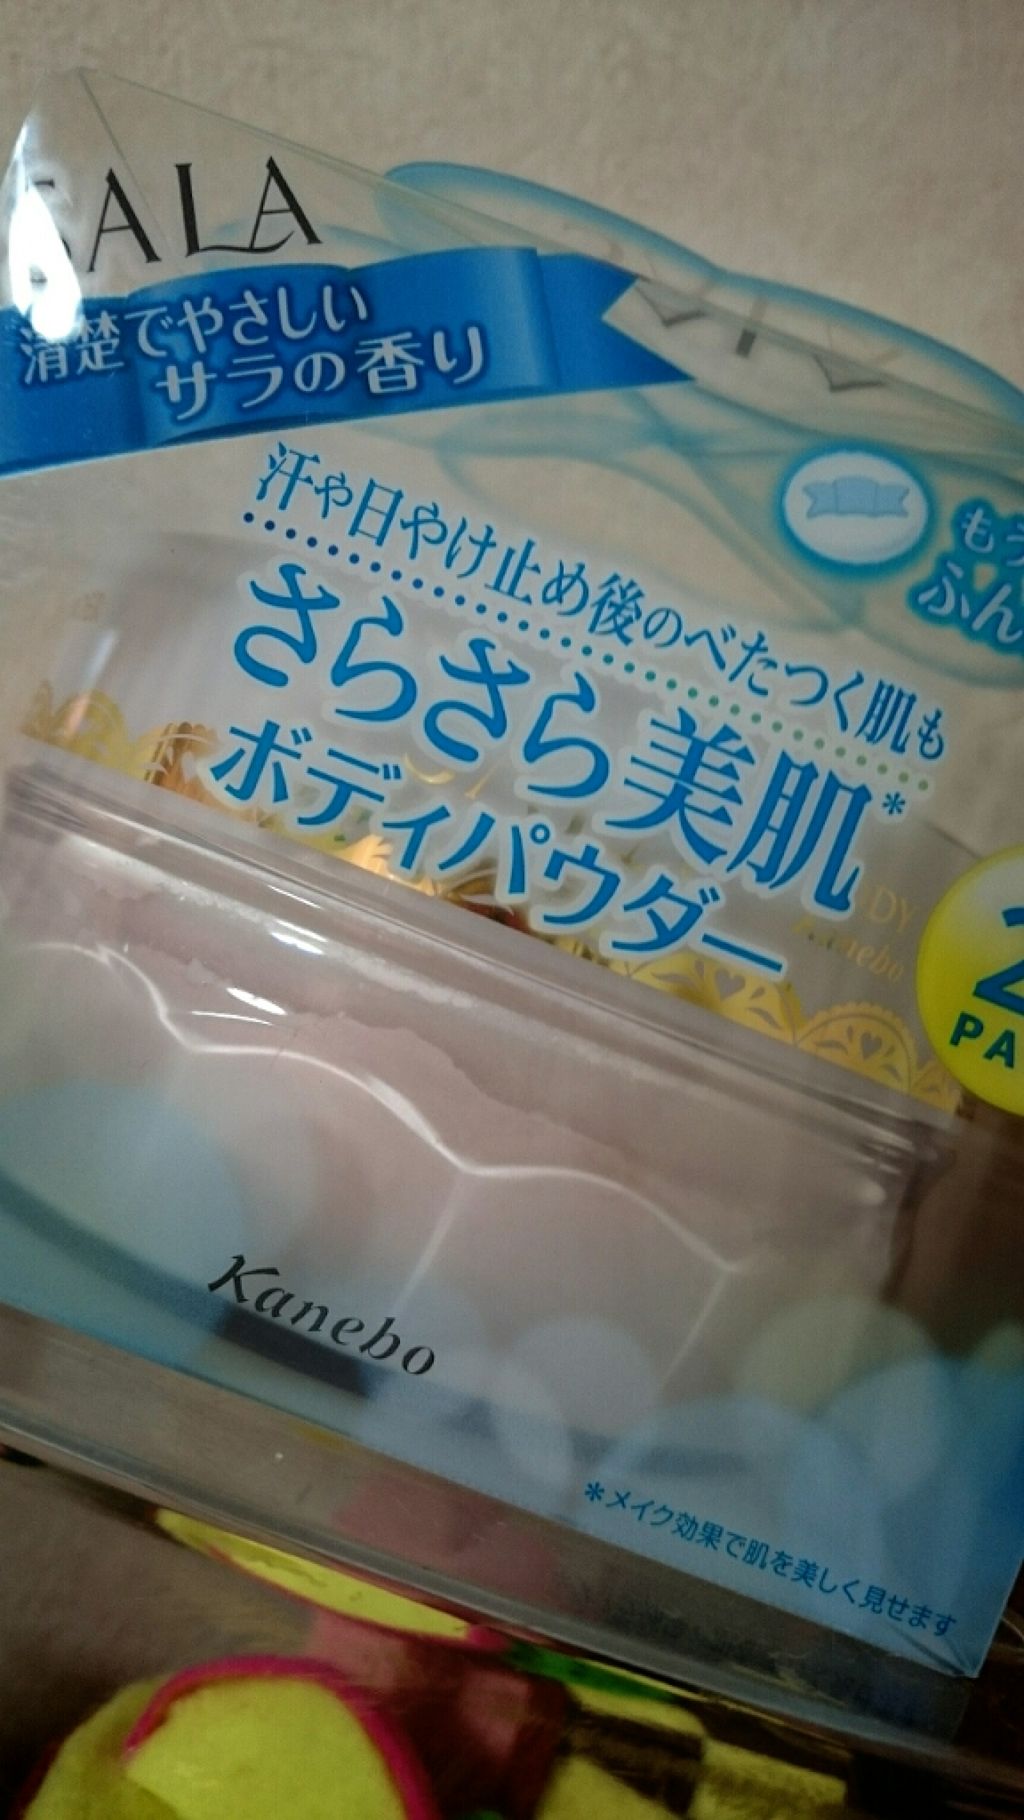 SALA
清楚でやさしい
サラの香り
汗や日やけ止め後のべたつく肌も
さらさら美肌*
ボディパウダー
DY
Kanebo
PA
Kanebo
*メイク効果で肌を美しく見せます